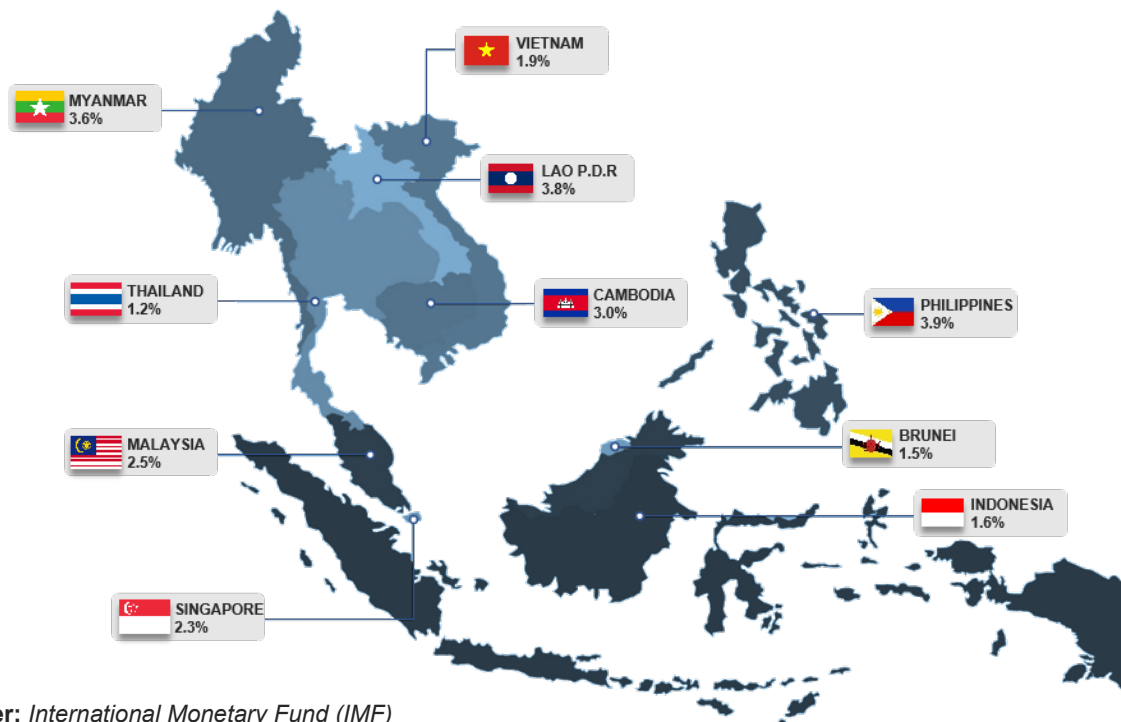 VIETNAM
1.9%
MYANMAR
3.6%
LAO P.D.R
3.8%
THAILAND
1.2%
CAMBODIA
3.0%
PHILIPPINES
3.9%
MALAYSIA
2.5%
BRUNEI
1.5%
INDONESIA
1.6%
SINGAPORE
2.3%
er: International Monetary Fund (IMF)